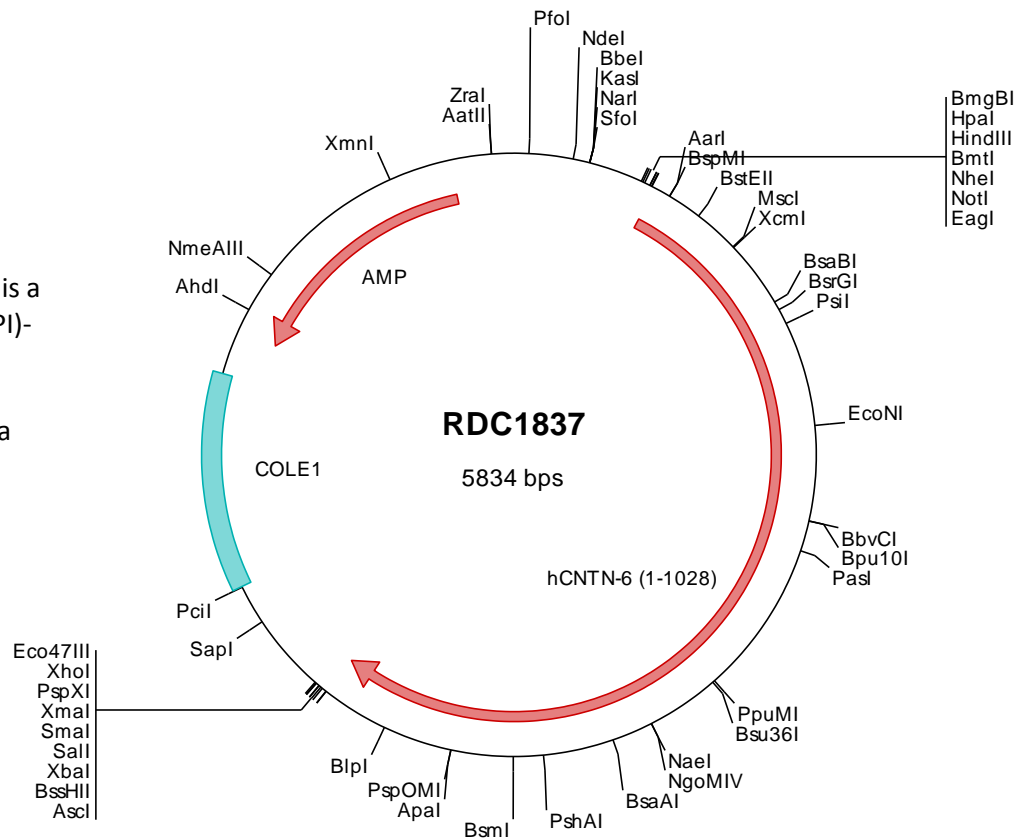 PfoI
NdeI
BbeI
KasI
NarI
SfoI
ZraI
AatII
XmnI
AarI
BspMI
BstEII
MscI
XcmI
BmgBI
HpaI
HindIII
BmtI
NheI
NotI
EagI
NmeAIII
AhdI
AMP
BsaBI
BsrGI
PsiI
is a
PI)-
a
RDC1837
5834 bps
EcoNI
COLE1
BbvCI
Bpu10I
PasI
hCNTN-6 (1-1028)
PciI
SapI
Eco47III
XhoI
PspXI
XmaI
SmaI
SalI
XbaI
BssHII
AscI
PpuMI
Bsu36I
NaeI
NgoMIV
BsaAI
PshAI
BsmI
PspOMI
ApaI
BlpI